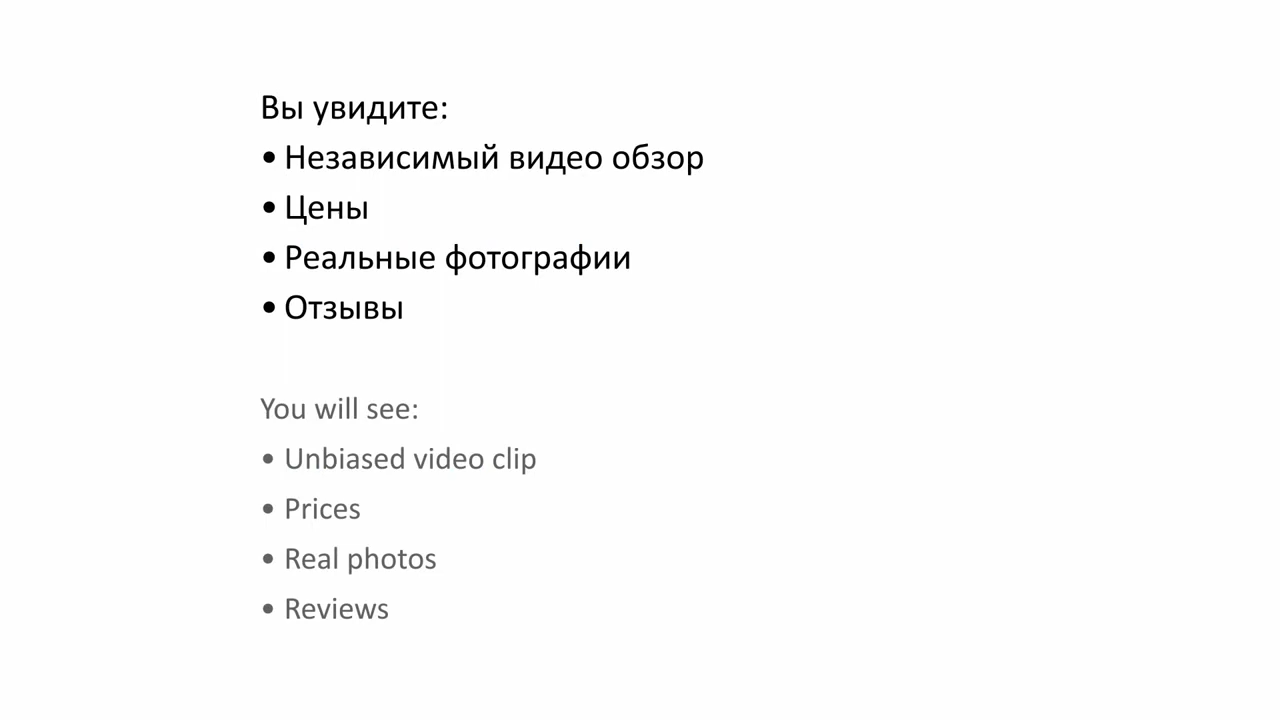 Вы увидите:
• Независимый видео обзор
• Цены
• Реальные фотографии
• Отзывы
You will see:
• Unbiased video clip
• Prices
• Real photos
• Reviews